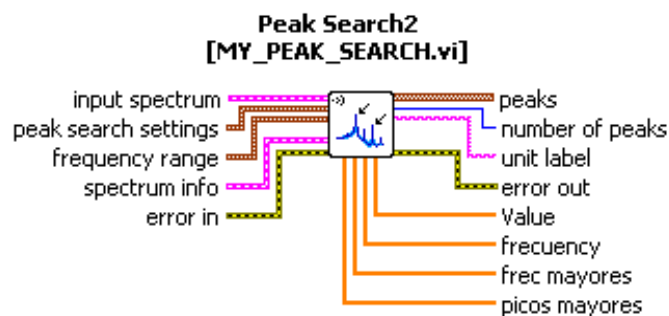 Peak Search2
[MY_PEAK_SEARCH.vi]
input spectrum
peak search settings
frequency range
spectrum info
error in
peaks
number of peaks
unit label
error out
Value
frecuency
frec mayores
picos mayores